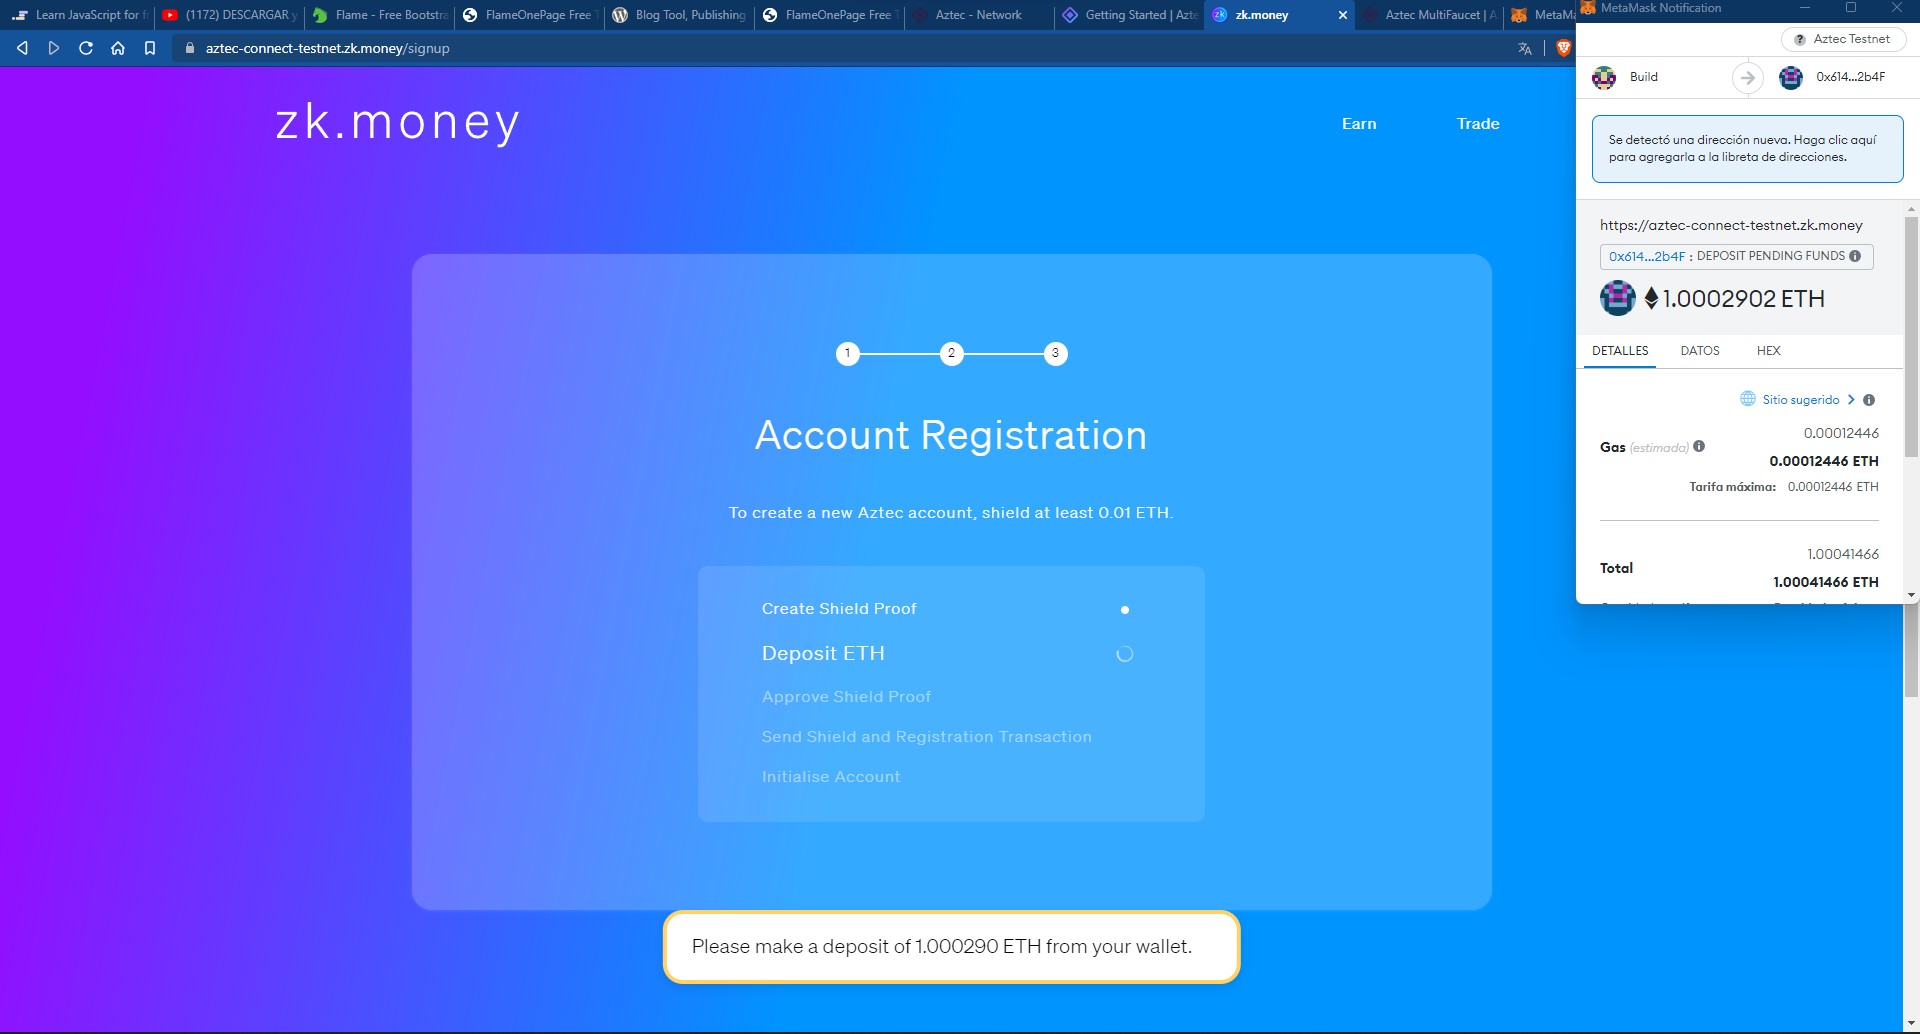 Learn JavaScript for f
(1172) DESCARGAR y
Flame - Free Bootstra
FlameOnePage Free T
Blog Tool, Publishing
FlameOnePage Free T
Aztec - Network
Getting Started | Azte
zk.money
Aztec MultiFaucet | A
MetaMa
MetaMask Notification
aztec-connect-testnet.zk.money/signup
zk.money
Earn
Trade
1
2
3
Account Registration
To create a new Aztec account, shield at least 0.01 ETH.
Create Shield Proof
Deposit ETH
Approve Shield Proof
Send Shield and Registration Transaction
Initialise Account
Please make a deposit of 1.000290 ETH from your wallet.
Aztec Testnet
Build
0x614...2b4F
Se detectó una dirección nueva. Haga clic aquí
para agregarla a la libreta de direcciones.
https://aztec-connect-testnet.zk.money
0x614...2b4F : DEPOSIT PENDING FUNDS
1.0002902 ETH
DETALLES
DATOS
HEX
Sitio sugerido
Gas (estimada)
0.00012446
0.00012446 ETH
Tarifa máxima: 0.00012446 ETH
Total
1.00041466
1.00041466 ETH